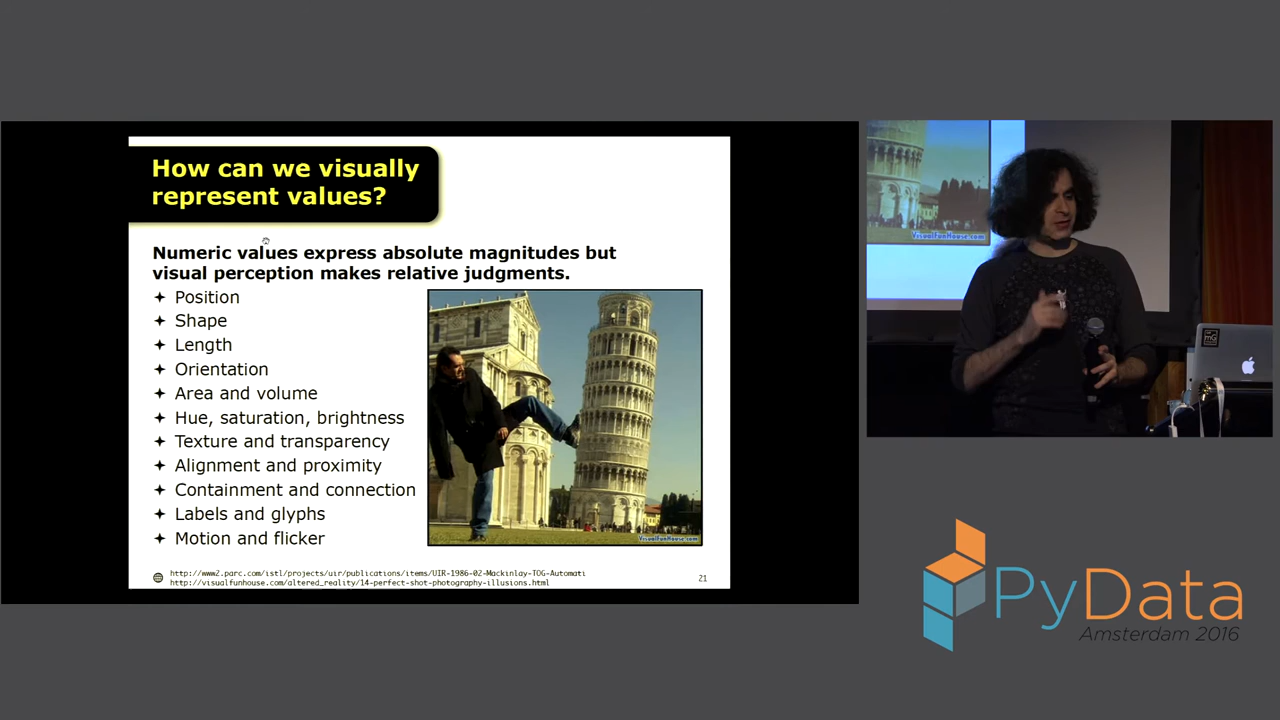 How can we visually
represent values?
Numeric values express absolute magnitudes but
visual perception makes relative judgments.
Position
Shape
Length
Orientation
Area and volume
Hue, saturation, brightness
Texture and transparency
Alignment and proximity
Containment and connection
Labels and glyphs
Motion and flicker
VisualFunHouse.com
http://www2.parc.com/istl/projects/uir/publications/items/UIR-1986-02-Mackinlay-TOG-Automati
http://visualfunhouse.com/altered_reality/14-perfect-shot-photography-illusions.html
21
VisualFunHouse.com
PyData
Amsterdam 2016